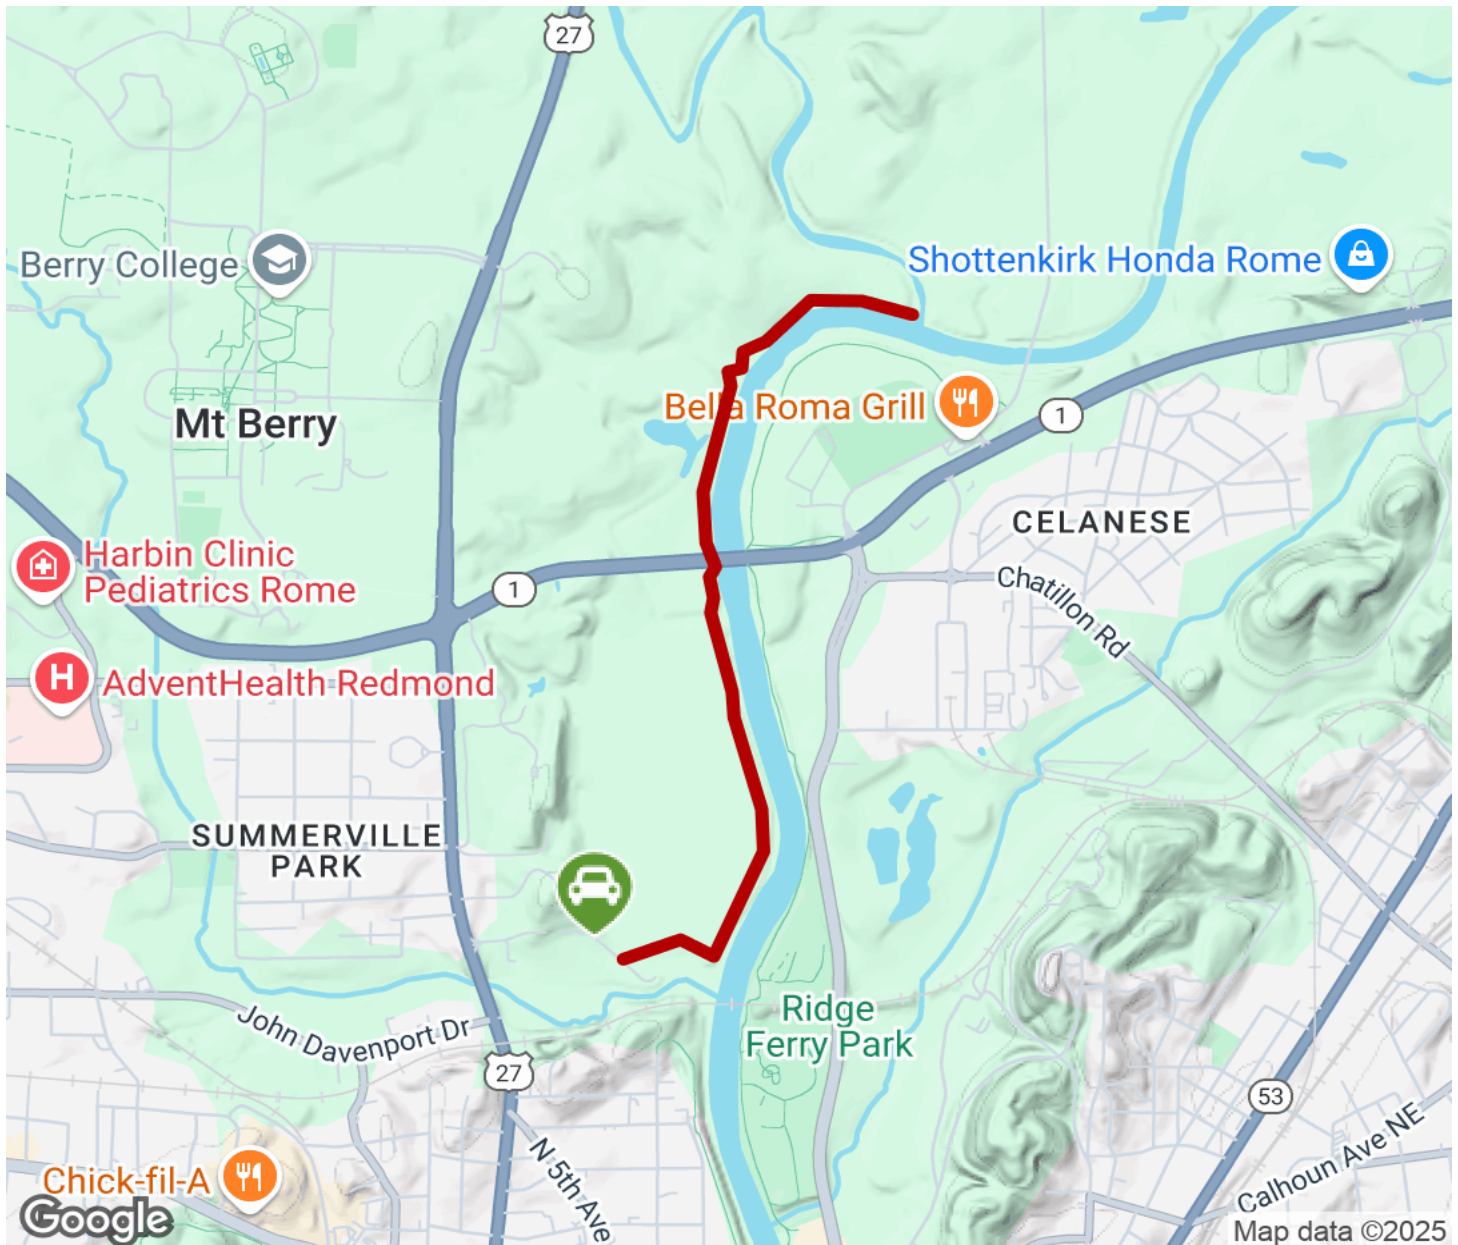 27
Berry College
Shottenkirk Honda Rome
Mt Berry
Bella Roma Grill
1
CELANESE
Harbin Clinic
Pediatrics Rome
1
Chatillon Rd
H
AdventHealth Redmond
SUMMERVILLE
PARK
Ridge
Ferry Park
John Davenport Dr
27
53
N 5th Ave
Calhoun Ave NE
Chick-fil-A
Google
Map data ©2025